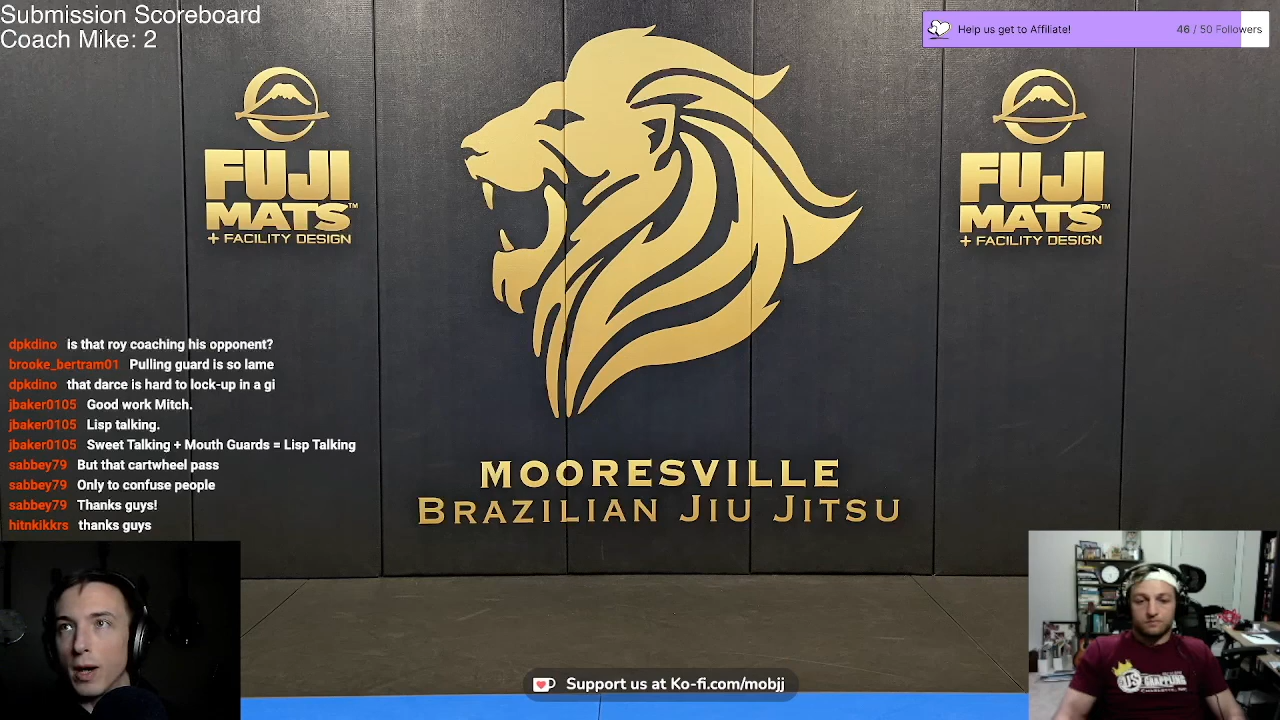 Submission Scoreboard
Coach Mike: 2
Help us get to Affiliate!
46 / 50 Followers
FUJI
MATS™
+ FACILITY DESIGN
FUJI
MATS™
+ FACILITY DESIGN
dpkdino is that roy coaching his opponent?
brooke_bertram01 Pulling guard is so lame
dpkdino that darce is hard to lock-up in a gi
jbaker0105 Good work Mitch.
jbaker0105 Lisp talking.
jbaker0105 Sweet Talking + Mouth Guards = Lisp Talking
sabbey79 But that cartwheel pass
sabbey79 Only to confuse people
sabbey79 Thanks guys!
hitnkikkrs thanks guys
MOORESVILLE
BRAZILIAN JIU JITSU
GRAPPLING
Support us at Ko-fi.com/mobjj